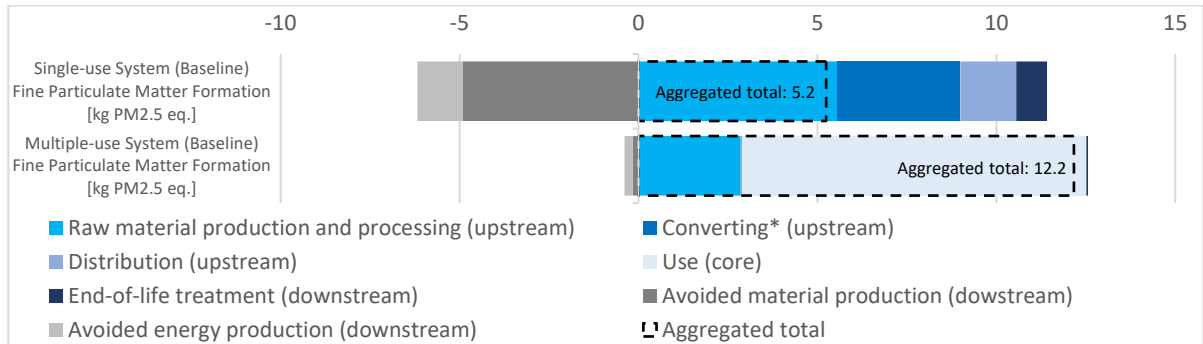 -10 -5 0 5 10 15
Single-use System (Baseline)
Fine Particulate Matter Formation
[kg PM2.5 eq.]
Aggregated total: 5.2
Multiple-use System (Baseline)
Fine Particulate Matter Formation
[kg PM2.5 eq.]
Aggregated total: 12.2
Raw material production and processing (upstream)
Converting* (upstream)
Distribution (upstream)
Use (core)
End-of-life treatment (downstream)
Avoided material production (dowstream)
Avoided energy production (downstream)
Aggregated total